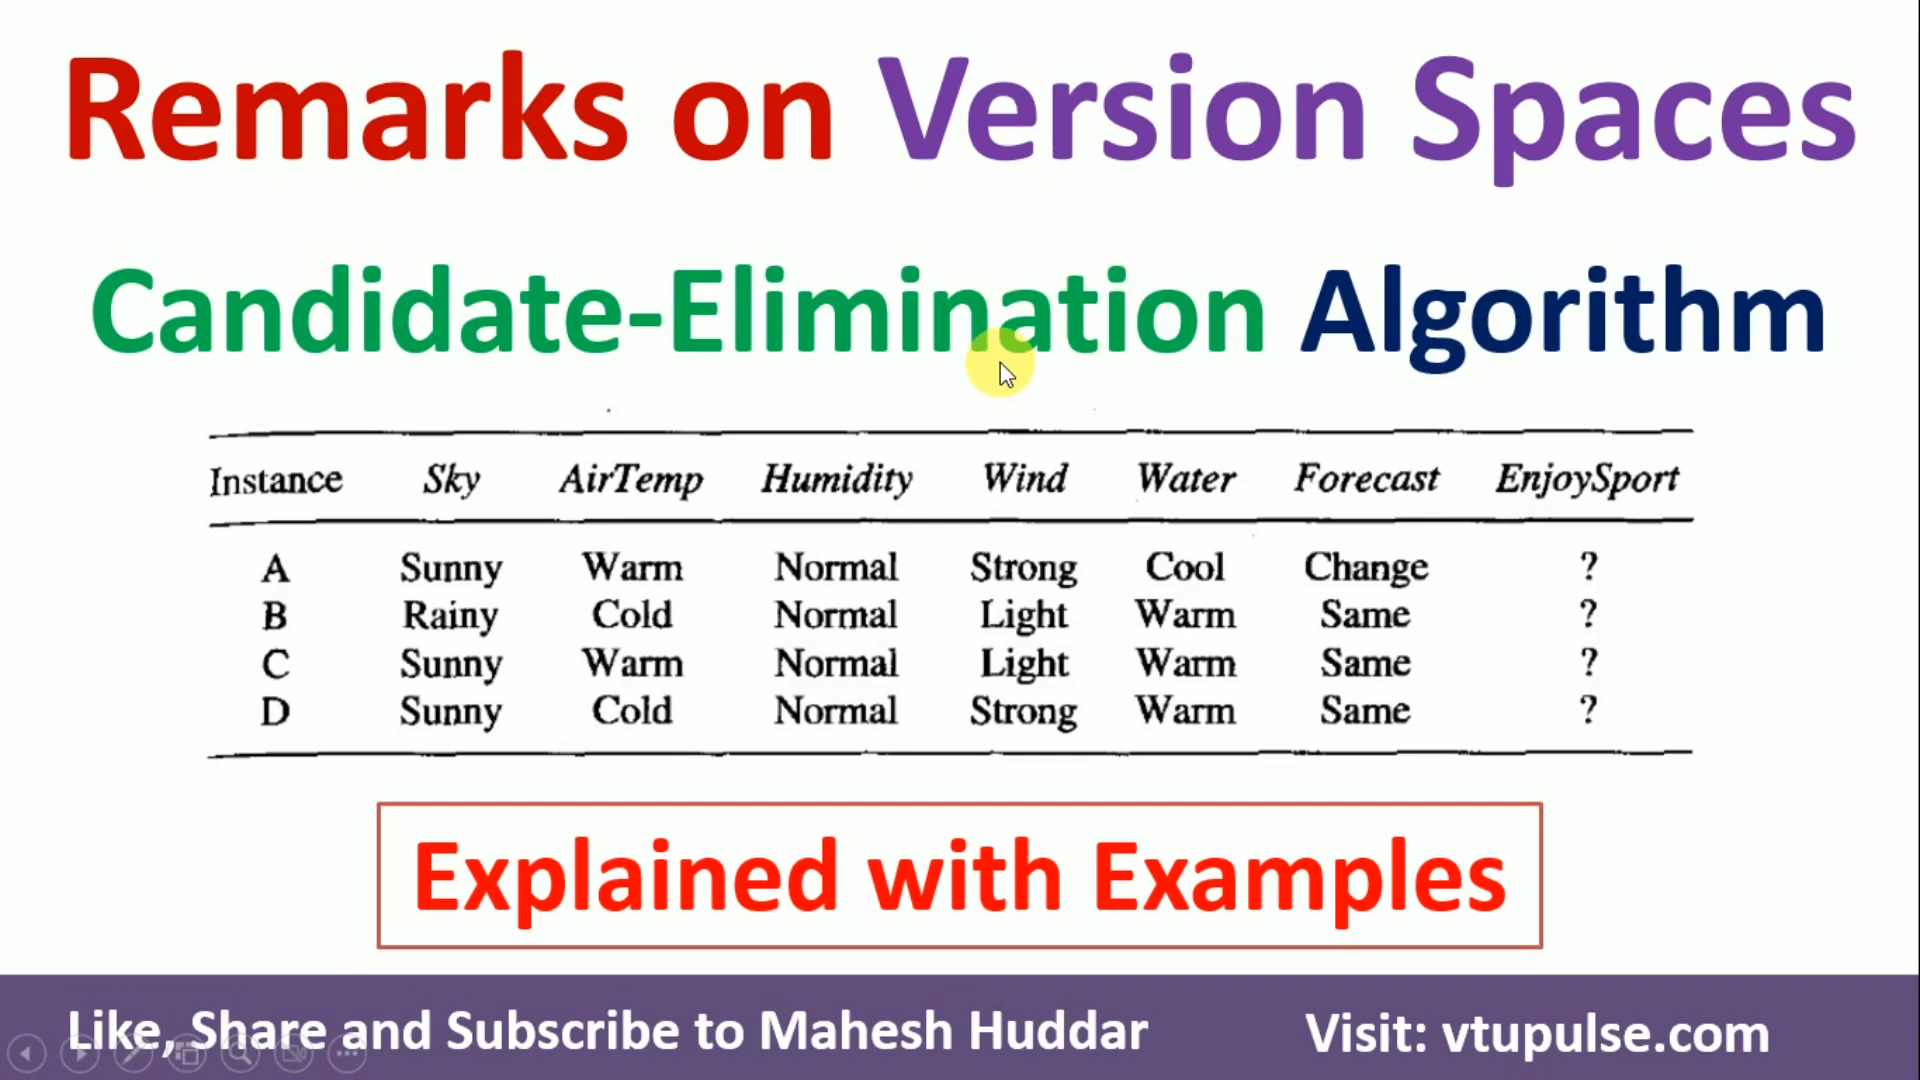 Remarks on Version Spaces
Candidate-Elimination Algorithm
Instance Sky AirTemp Humidity Wind Water Forecast EnjoySport
A Sunny Warm Normal Strong Cool Change ?
B Rainy Cold Normal Light Warm Same ?
C Sunny Warm Normal Light Warm Same ?
D Sunny Cold Normal Strong Warm Same ?
Explained with Examples
Like, Share and Subscribe to Mahesh Huddar Visit: vtupulse.com